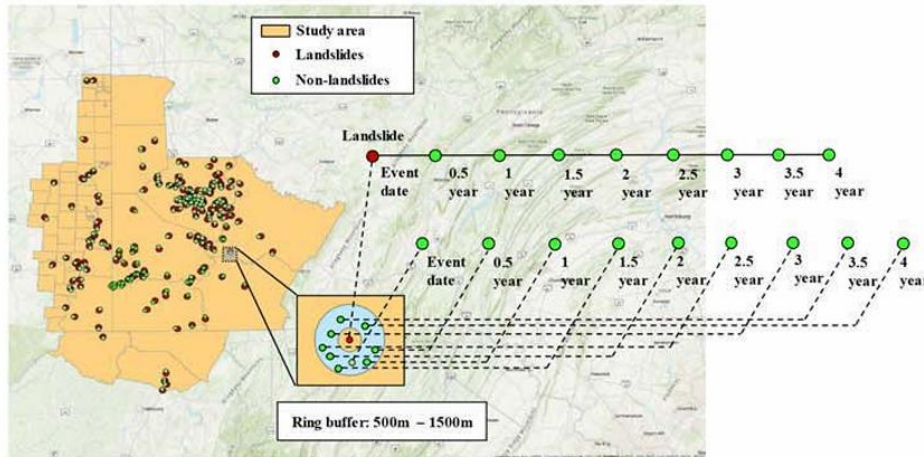 Study area
Landslides
Non-landslides
Landslide
Event
date
0.5
year
1
year
1.5
year
2
year
2.5
year
3
year
3.5
year
4
year
Event
date
0.5
year
1
year
1.5
year
2
year
2.5
year
3
year
3.5
year
4
year
Ring buffer: 500m – 1500m